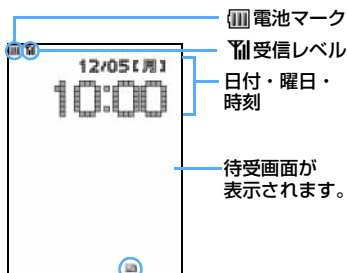 電池マーク
受信レベル
12/05[月]
10:00
日付・曜日・
時刻
待受画面が
表示されます。